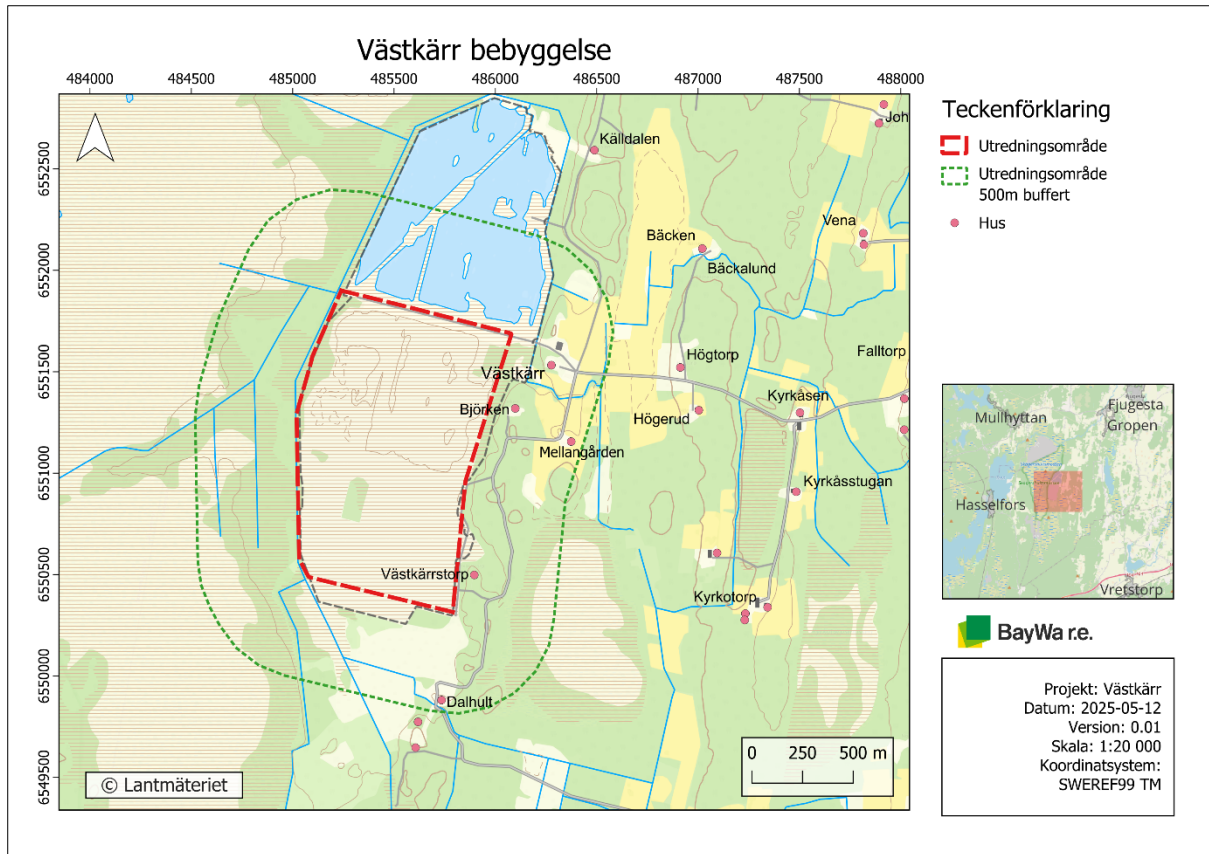 Västkärr bebyggelse
484000 484500 485000 485500 486000 486500 487000 487500 488000
6552500
6552000
6551500
6551000
6550500
6550000
6549500
Källdalen
Joh
Vena
Bäcken
Bäckalund
Västkärr
Högtorp
Falltorp
Björken
Högerud
Kyrkåsen
Mellangården
Kyrkåsstugan
Västkärrstorp
Kyrkotorp
Dalhult
0 250 500 m
© Lantmäteriet
Teckenförklaring
Utredningsområde
Utredningsområde
500m buffert
Hus
Mullhyttan
Fjugesta
Gropen
Hasselfors
Vretstorp
BayWa r.e.
Projekt: Västkärr
Datum: 2025-05-12
Version: 0.01
Skala: 1:20 000
Koordinatsystem:
SWEREF99 TM